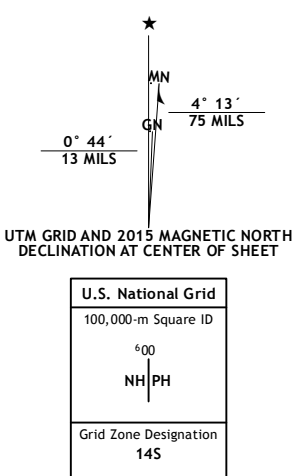 ★
MN
4° 13´
75 MILS
GN
0° 44´
13 MILS
UTM GRID AND 2015 MAGNETIC NORTH
DECLINATION AT CENTER OF SHEET
U.S. National Grid
100,000-m Square ID
⁶00
NH PH
Grid Zone Designation
14S